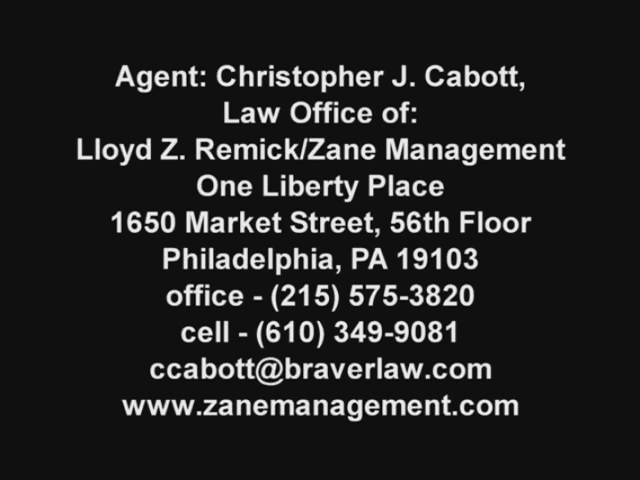 Agent: Christopher J. Cabott,
Law Office of:
Lloyd Z. Remick/Zane Management
One Liberty Place
1650 Market Street, 56th Floor
Philadelphia, PA 19103
office - (215) 575-3820
cell - (610) 349-9081
ccabott@braverlaw.com
www.zanemanagement.com